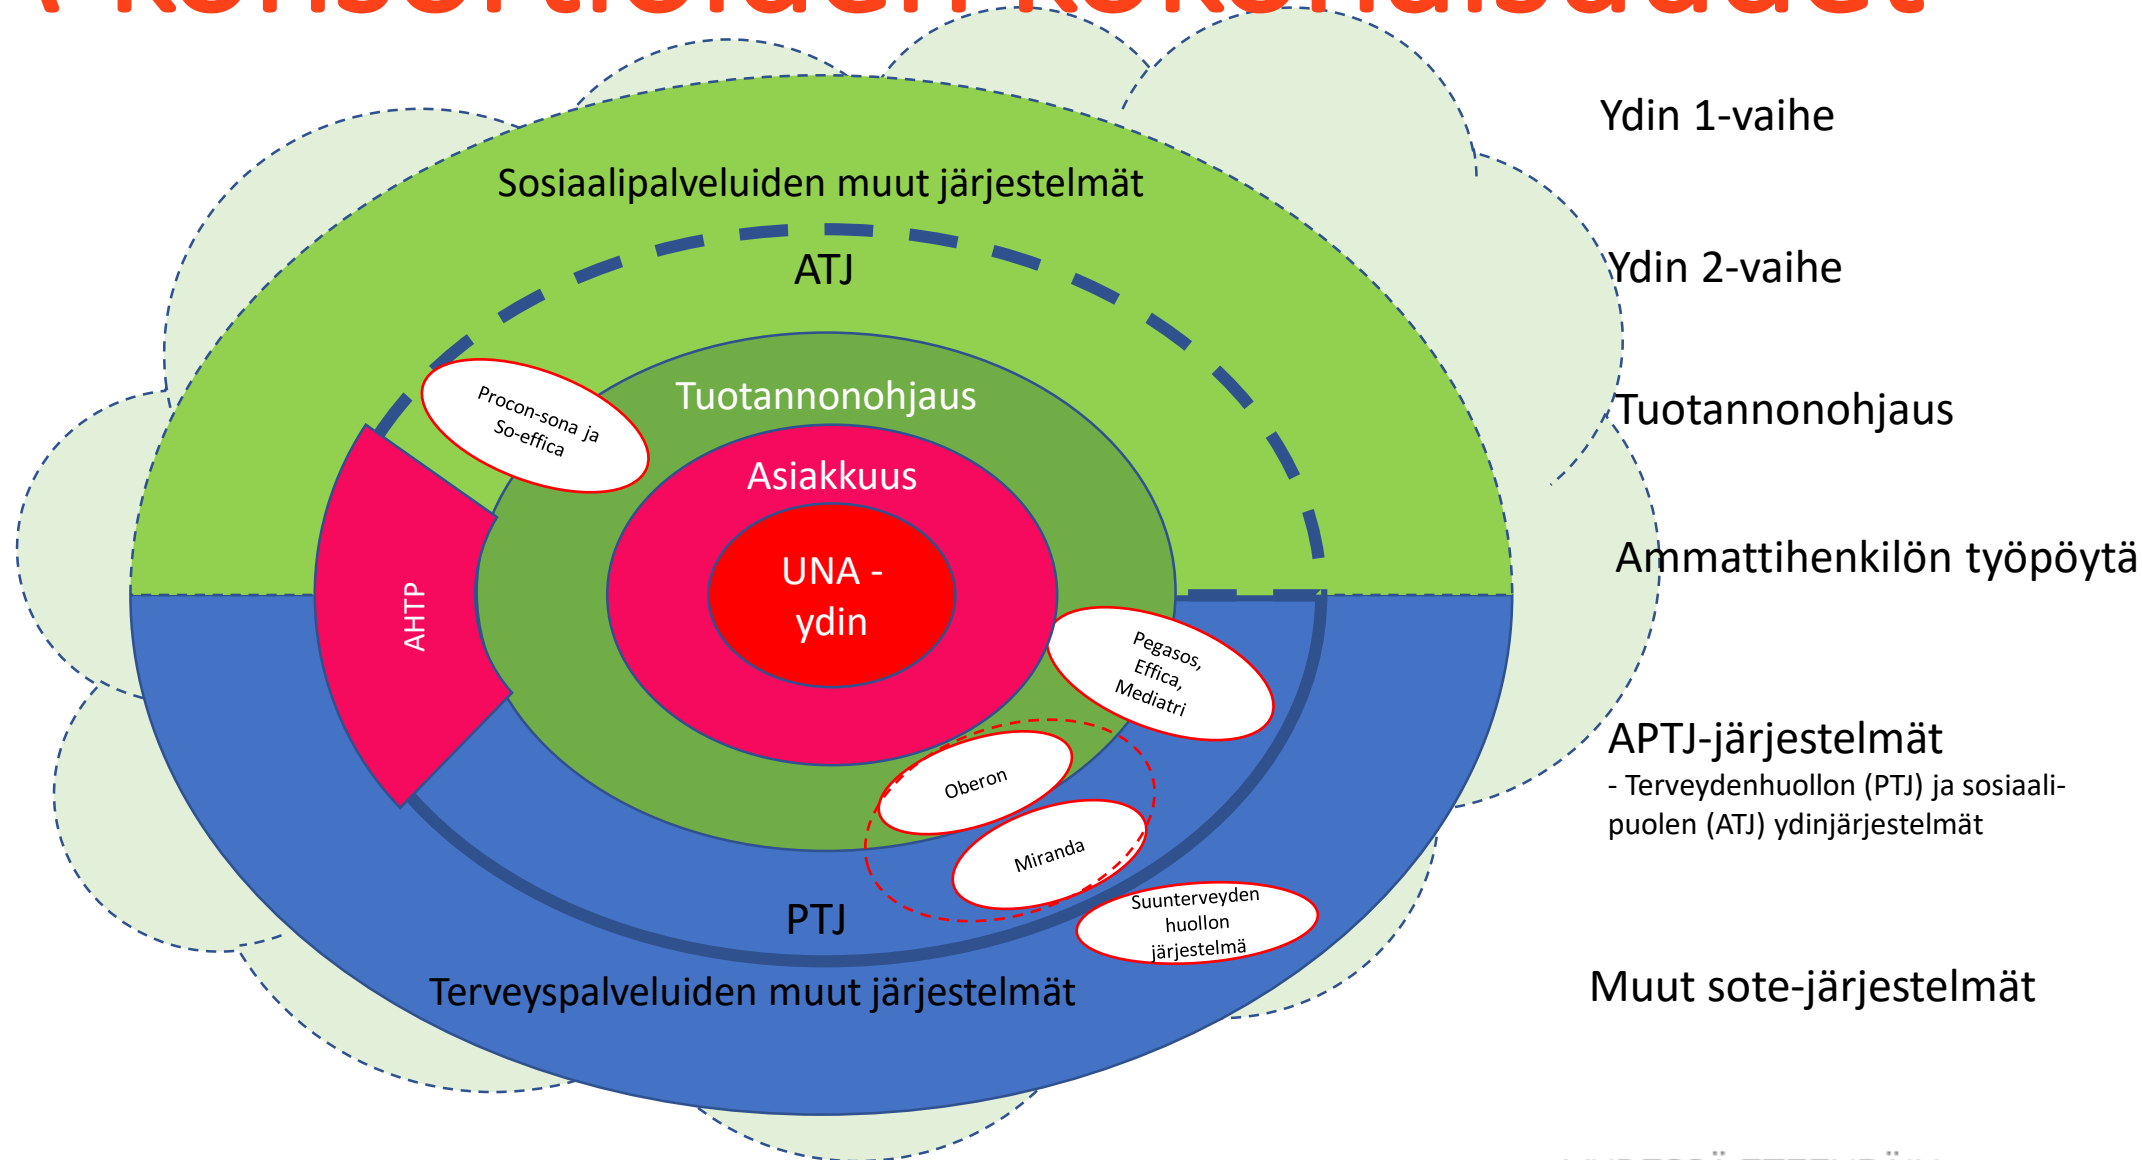 konsortioiden kokonaisuudet
Sosiaalipalveluiden muut järjestelmät
ATJ
Procon-sona ja
So-effica
Tuotannonohjaus
Asiakkuus
UNA -
ydin
AHTP
Pegasos,
Effica,
Mediatri
Oberon
Miranda
Suunterveyden
huollon
järjestelmä
PTJ
Terveyspalveluiden muut järjestelmät
Ydin 1-vaihe
Ydin 2-vaihe
Tuotannonohjaus
Ammattihenkilön työpöytä
APTJ-järjestelmät
- Terveydenhuollon (PTJ) ja sosiaali-
puolen (ATJ) ydinjärjestelmät
Muut sote-järjestelmät